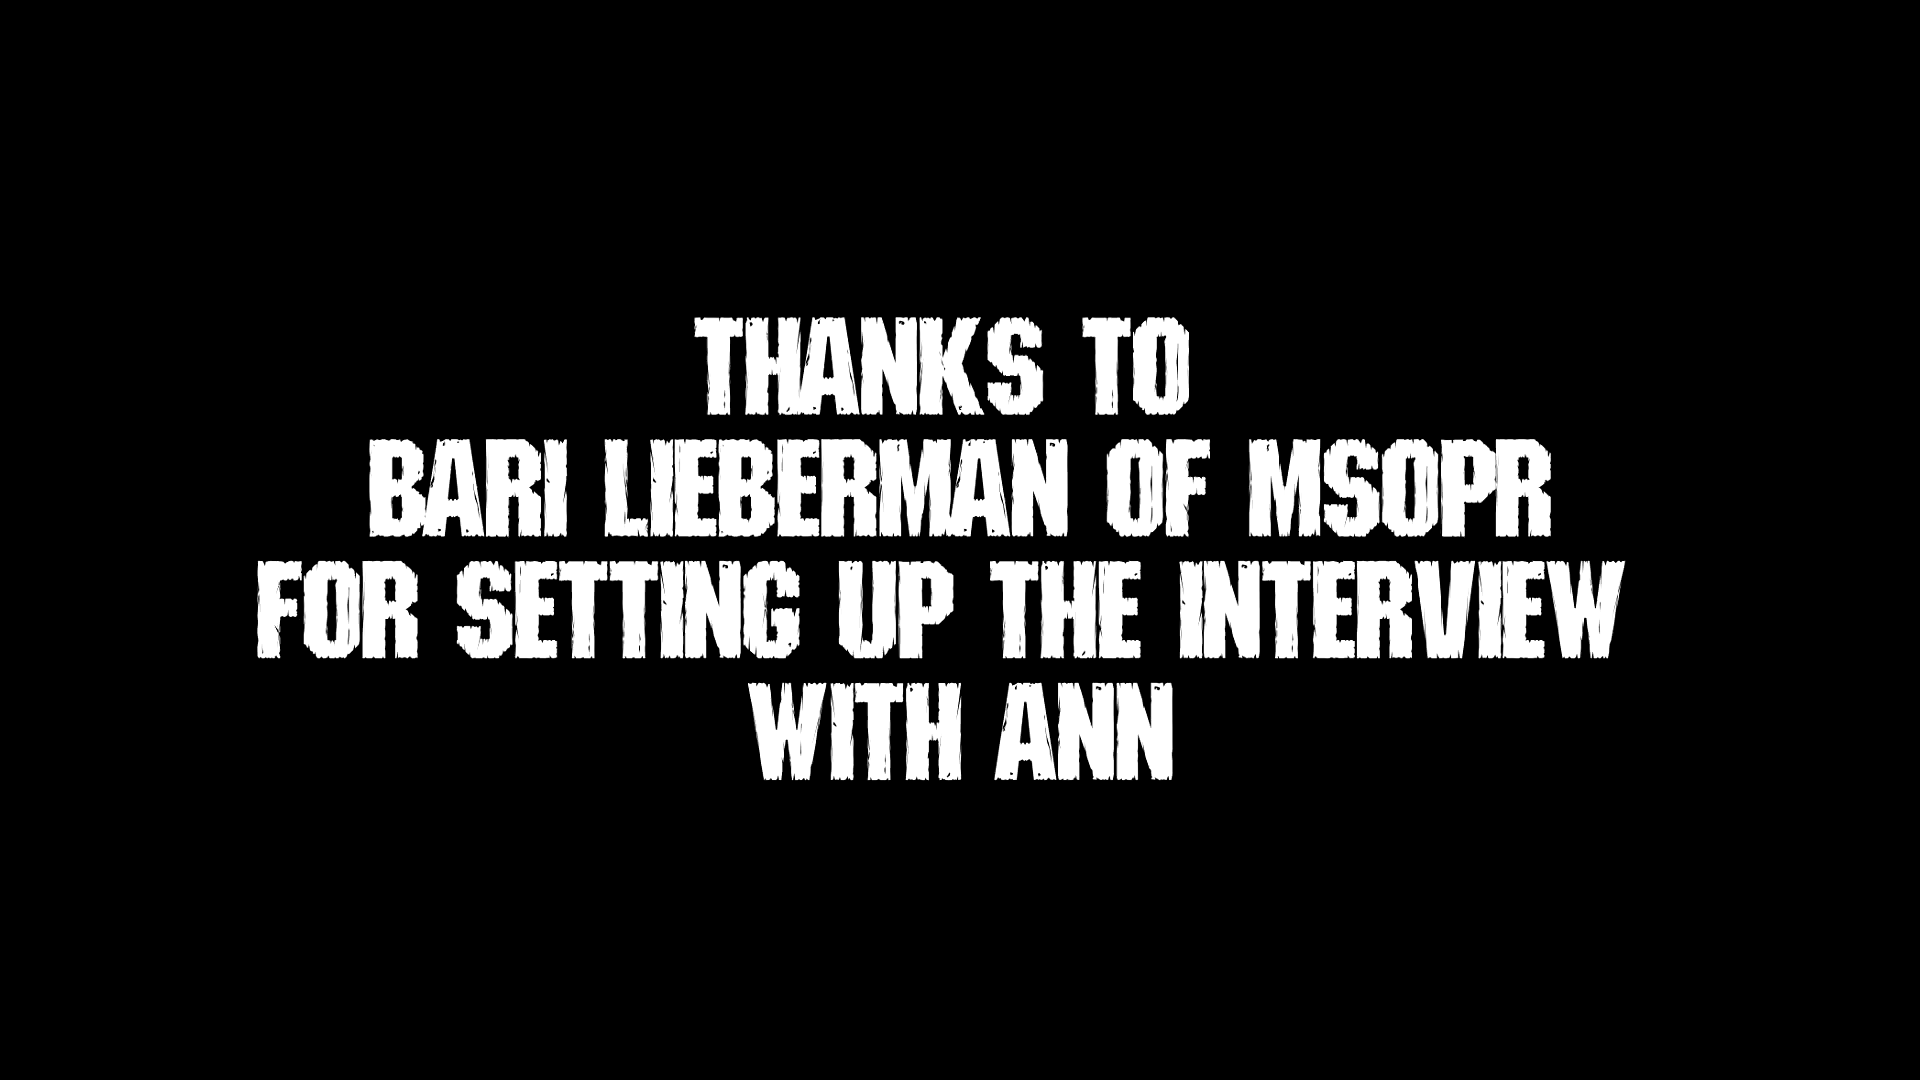 THANKS TO
BARI LIEBERMAN OF MSOPR
FOR SETTING UP THE INTERVIEW
WITH ANN